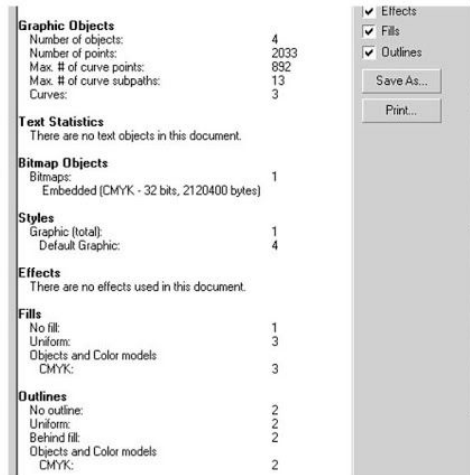 Graphic Objects
Number of objects: 4
Number of points: 2033
Max. # of curve points: 892
Max. # of curve subpaths: 13
Curves: 3
Text Statistics
There are no text objects in this document.
Bitmap Objects
Bitmaps: 1
Embedded (CMYK - 32 bits, 2120400 bytes)
Styles
Graphic (total): 1
Default Graphic: 4
Effects
There are no effects used in this document.
Fills
No fill: 1
Uniform: 3
Objects and Color models
CMYK: 3
Outlines
No outline: 2
Uniform: 2
Behind fill: 2
Objects and Color models
CMYK: 2
Effects
Fills
Outlines
Save As...
Print...